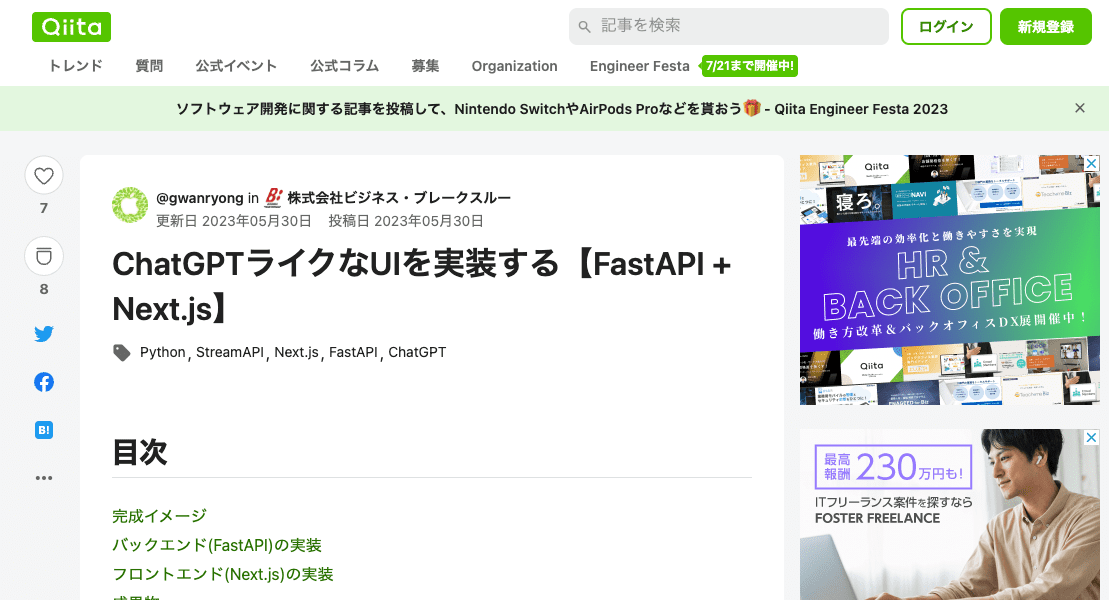 Qiita
記事を検索
ログイン
新規登録
トレンド 質問 公式イベント 公式コラム 募集 Organization Engineer Festa 7/21まで開催中!
ソフトウェア開発に関する記事を投稿して、Nintendo SwitchやAirPods Proなどを貰おう🎁 - Qiita Engineer Festa 2023
7
8
B!
@gwanryong in 株式会社ビジネス・ブレークスルー
更新日 2023年05月30日 投稿日 2023年05月30日
ChatGPTライクなUIを実装する【FastAPI +
Next.js】
Python , StreamAPI , Next.js , FastAPI , ChatGPT
目次
完成イメージ
バックエンド(FastAPI)の実装
フロントエンド(Next.js)の実装
Qiita
寝ろ。
NAVI
最先端の効率化と働きやすさを実現
HR &
BACK OFFICE
働き方改革&バックオフィスDX展開催中!
Qiita
最高
報酬 230万円も!
ITフリーランス案件を探すなら
FOSTER FREELANCE